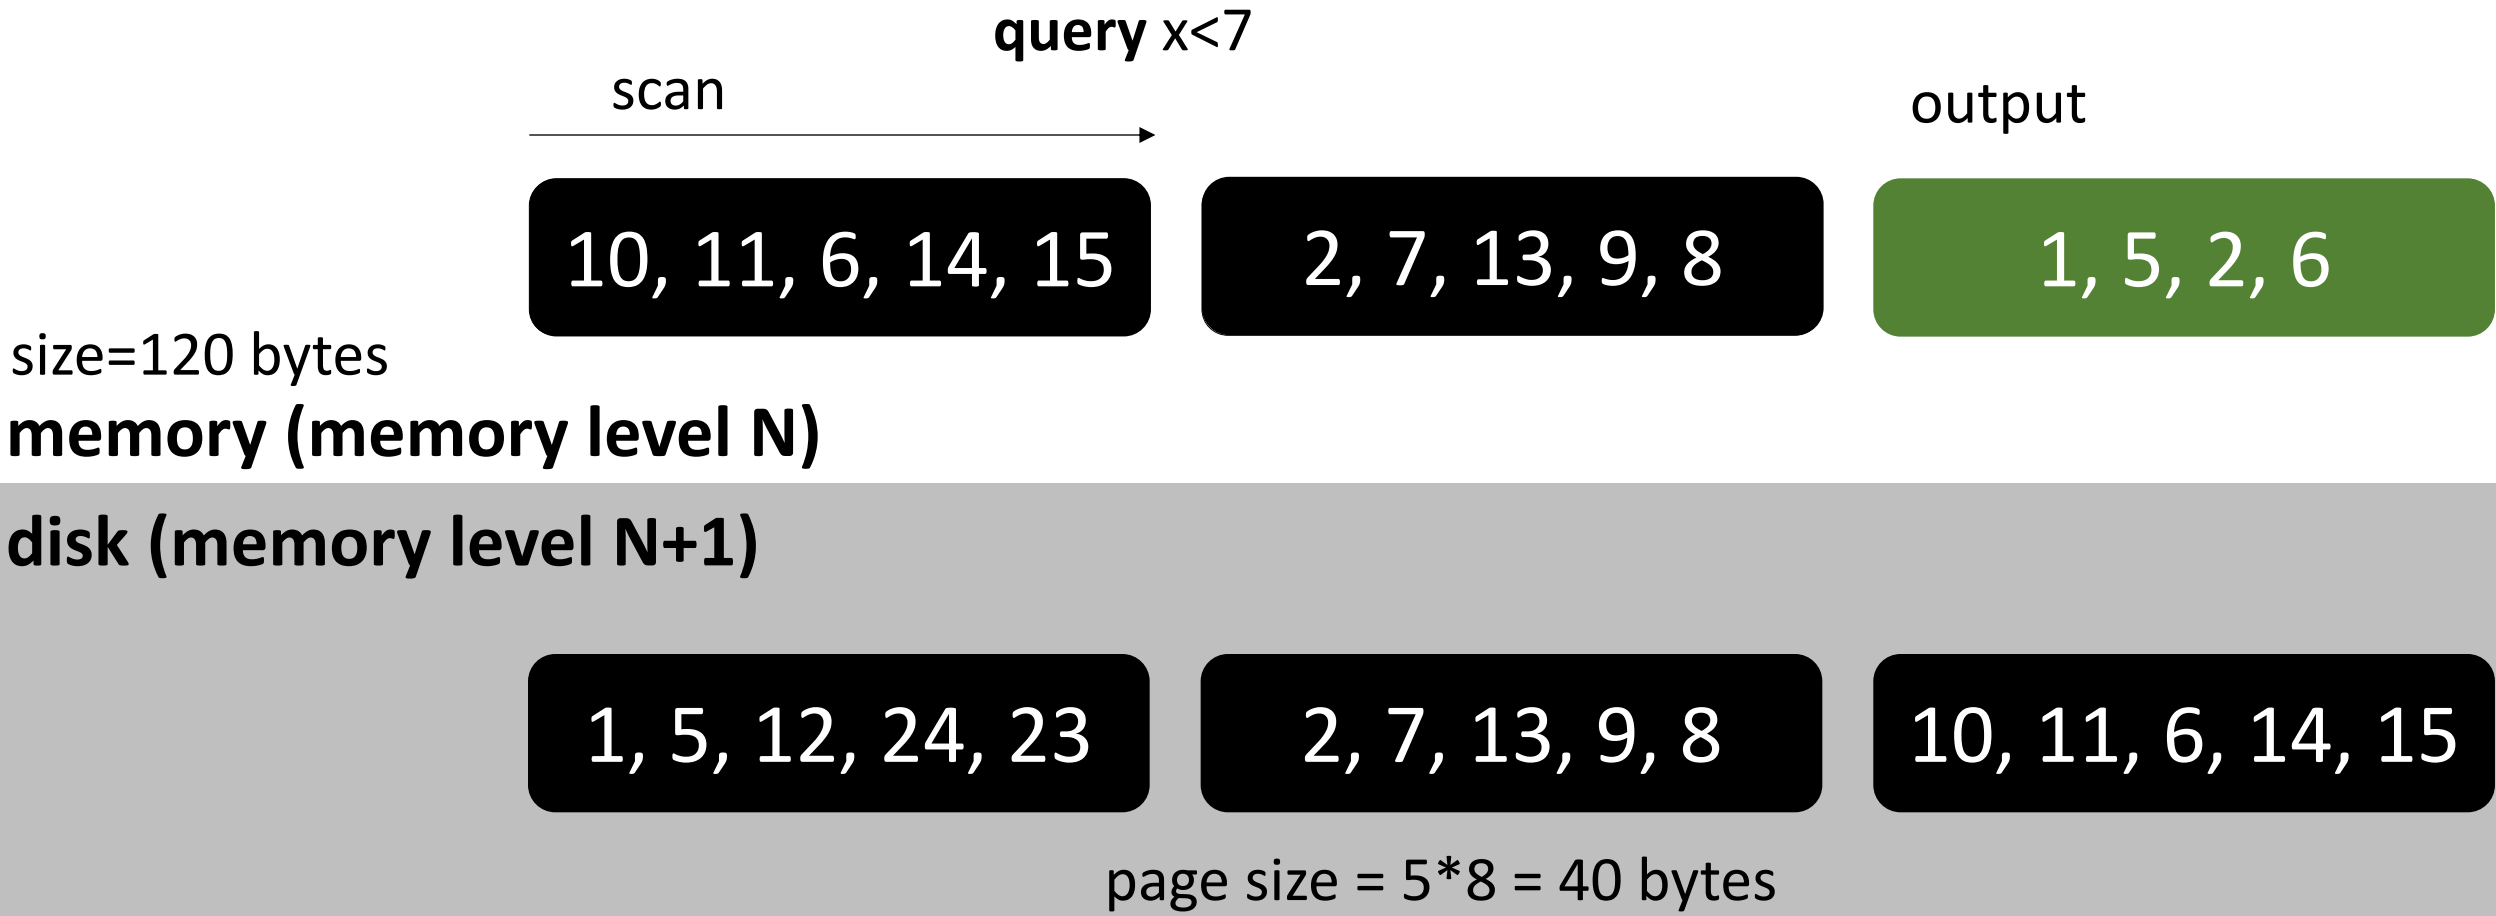 query x<7
scan
output
10, 11, 6, 14, 15
2, 7, 13, 9, 8
1, 5, 2, 6
size=120 bytes
memory (memory level N)
disk (memory level N+1)
1, 5, 12, 24, 23
2, 7, 13, 9, 8
10, 11, 6, 14, 15
page size = 5*8 = 40 bytes